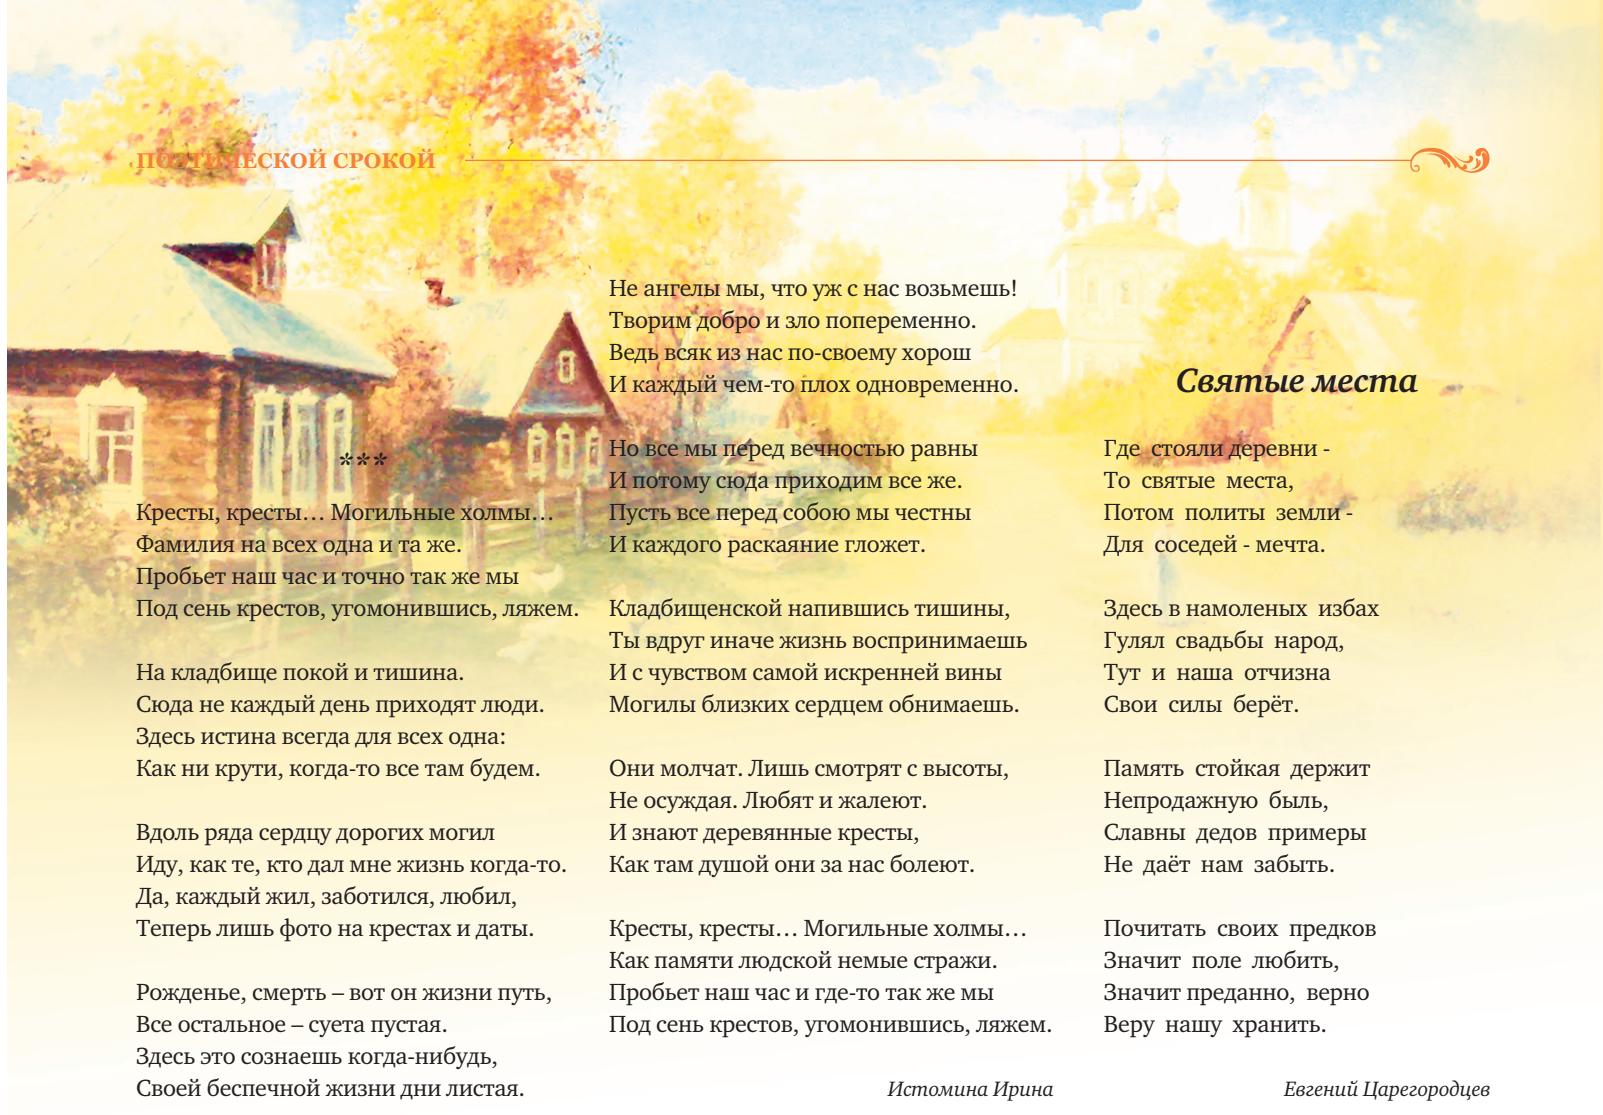 ПОЭТИЧЕСКОЙ СРОКОЙ
***
Кресты, кресты… Могильные холмы…
Фамилия на всех одна и та же.
Пробьет наш час и точно так же мы
Под сень крестов, угомонившись, ляжем.

На кладбище покой и тишина.
Сюда не каждый день приходят люди.
Здесь истина всегда для всех одна:
Как ни крути, когда-то все там будем.

Вдоль ряда сердцу дорогих могил
Иду, как те, кто дал мне жизнь когда-то.
Да, каждый жил, заботился, любил,
Теперь лишь фото на крестах и даты.

Рожденье, смерть – вот он жизни путь,
Все остальное – суета пустая.
Здесь это сознаешь когда-нибудь,
Своей беспечной жизни дни листая.

Не ангелы мы, что уж с нас возьмешь!
Творим добро и зло попеременно.
Ведь всяк из нас по-своему хорош
И каждый чем-то плох одновременно.

Но все мы перед вечностью равны
И потому сюда приходим все же.
Пусть все перед собою мы честны
И каждого раскаяние гложет.

Кладбищенской напившись тишины,
Ты вдруг иначе жизнь воспринимаешь
И с чувством самой искренней вины
Могилы близких сердцем обнимаешь.

Они молчат. Лишь смотрят с высоты,
Не осуждая. Любят и жалеют.
И знают деревянные кресты,
Как там душой они за нас болеют.

Кресты, кресты… Могильные холмы…
Как памяти людской немые стражи.
Пробьет наш час и где-то так же мы
Под сень крестов, угомонившись, ляжем.

Истомина Ирина

Святые места

Где стояли деревни -
То святые места,
Потом политы земли -
Для соседей - мечта.

Здесь в намоленых избах
Гулял свадьбы народ,
Тут и наша отчизна
Свои силы берёт.

Память стойкая держит
Непродажную быль,
Славны дедов примеры
Не даёт нам забыть.

Почитать своих предков
Значит поле любить,
Значит преданно, верно
Веру нашу хранить.

Евгений Царегородцев